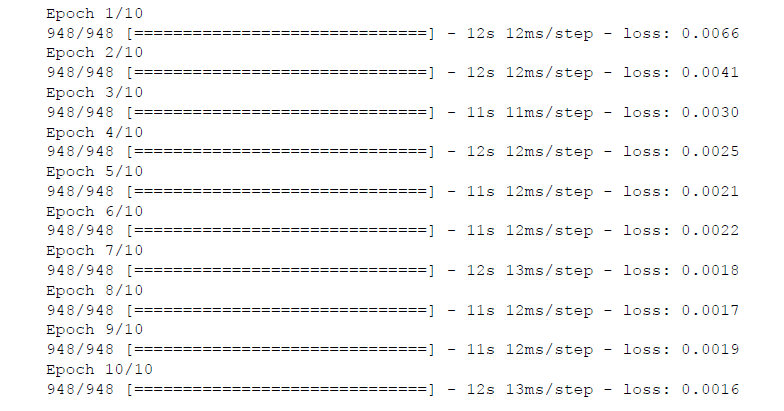 Epoch 1/10
948/948 [==============================] - 12s 12ms/step - loss: 0.0066
Epoch 2/10
948/948 [==============================] - 12s 12ms/step - loss: 0.0041
Epoch 3/10
948/948 [==============================] - 11s 11ms/step - loss: 0.0030
Epoch 4/10
948/948 [==============================] - 12s 12ms/step - loss: 0.0025
Epoch 5/10
948/948 [==============================] - 11s 12ms/step - loss: 0.0021
Epoch 6/10
948/948 [==============================] - 11s 12ms/step - loss: 0.0022
Epoch 7/10
948/948 [==============================] - 12s 13ms/step - loss: 0.0018
Epoch 8/10
948/948 [==============================] - 11s 12ms/step - loss: 0.0017
Epoch 9/10
948/948 [==============================] - 11s 12ms/step - loss: 0.0019
Epoch 10/10
948/948 [==============================] - 12s 13ms/step - loss: 0.0016